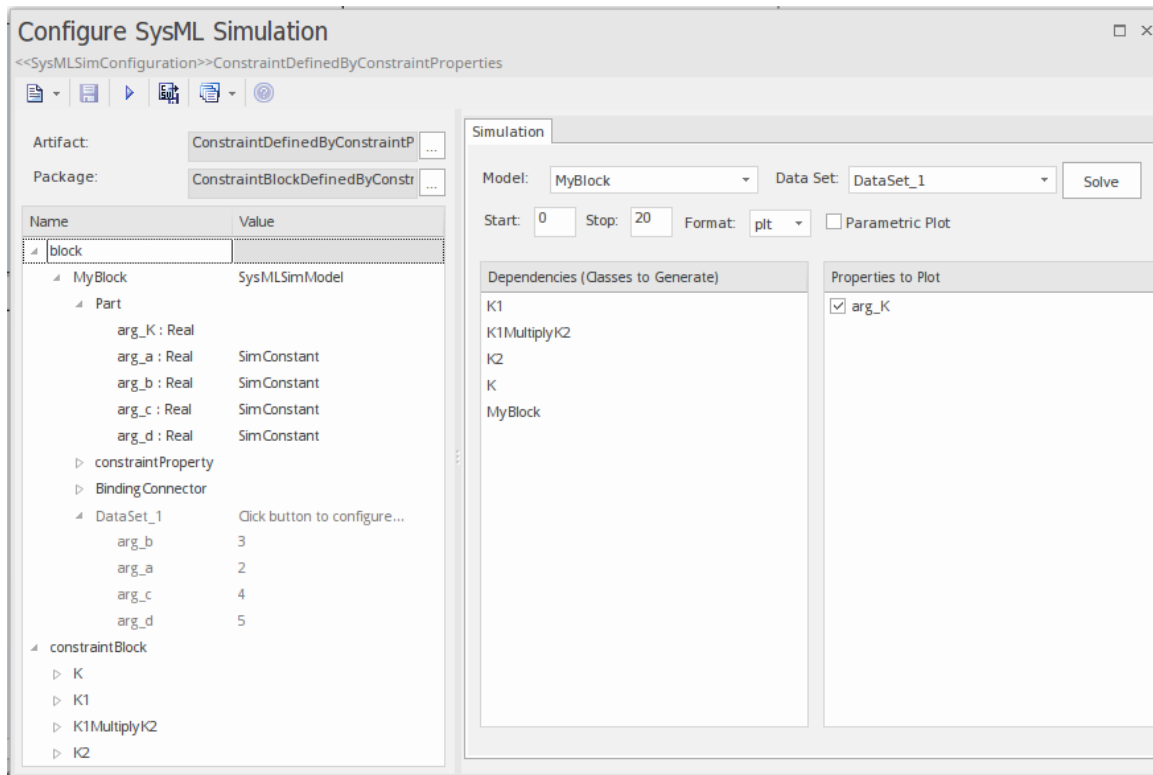 Configure SysML Simulation
<<SysMLSimConfiguration>>ConstraintDefinedByConstraintProperties
Artifact: ConstraintDefinedByConstraintP ...
Package: ConstraintBlockDefinedByConstr ...
Name Value
block
MyBlock SysMLSimModel
Part
arg_K : Real
arg_a : Real SimConstant
arg_b : Real SimConstant
arg_c : Real SimConstant
arg_d : Real SimConstant
constraintProperty
BindingConnector
DataSet_1 Click button to configure...
arg_b 3
arg_a 2
arg_c 4
arg_d 5
constraintBlock
K
K1
K1MultiplyK2
K2
Simulation
Model: MyBlock Data Set: DataSet_1 Solve
Start: 0 Stop: 20 Format: plt Parametric Plot
Dependencies (Classes to Generate)
K1
K1MultiplyK2
K2
K
MyBlock
Properties to Plot
arg_K